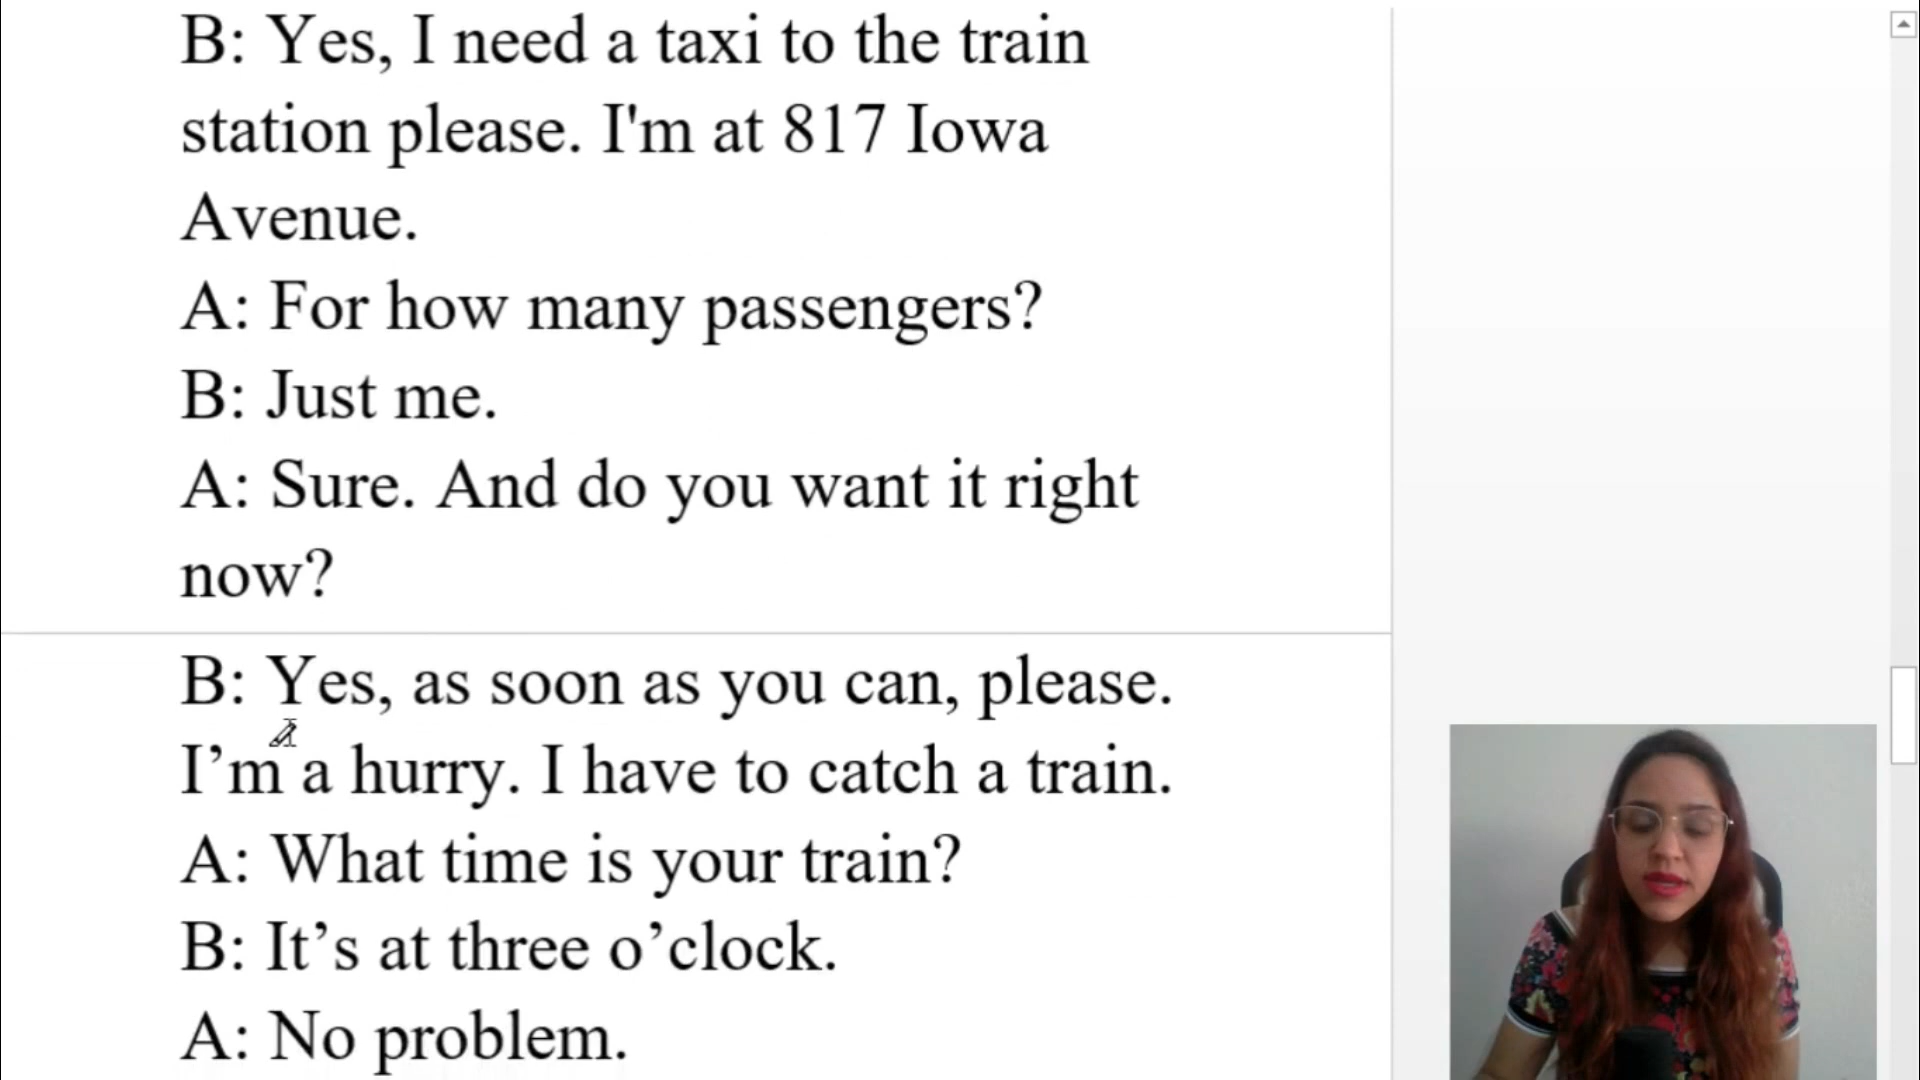 B: Yes, I need a taxi to the train
station please. I'm at 817 Iowa
Avenue.
A: For how many passengers?
B: Just me.
A: Sure. And do you want it right
now?
B: Yes, as soon as you can, please.
I’m a hurry. I have to catch a train.
A: What time is your train?
B: It’s at three o’clock.
A: No problem.